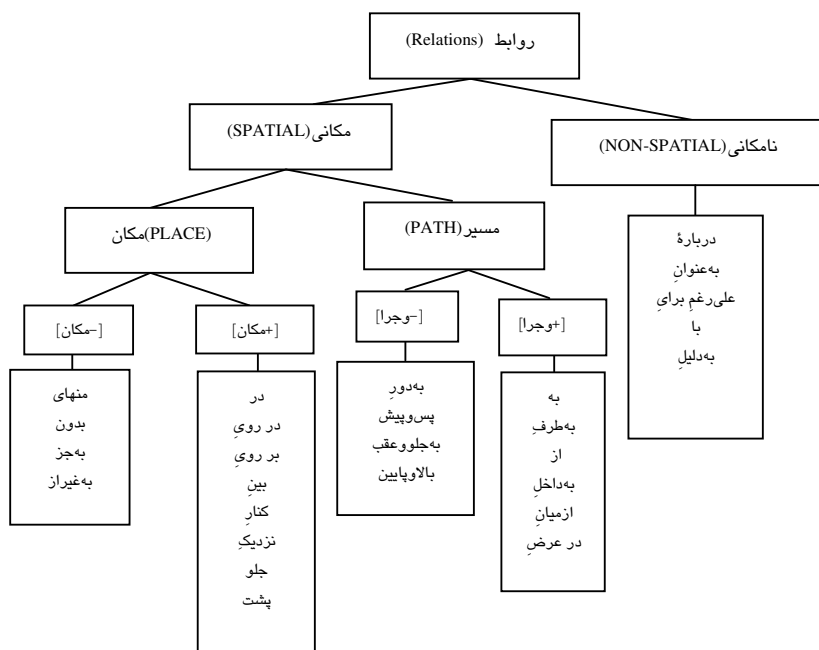 روابط (Relations)
مکانی(SPATIAL)
نامکانی(NON-SPATIAL)
مکان(PLACE)
مسیر(PATH)
[−مکان]
[+مکان]
[−وجرا]
[+وجرا]
منهای
بدون
به‌جز
به‌غیراز
در
در رویِ
بر رویِ
بینِ
کنارِ
نزدیکِ
جلو
پشت
به‌دورِ
پس‌وپیش
به‌جلووعقب
بالاوپایین
به
به‌طرفِ
از
به‌داخلِ
ازمیانِ
در عرضِ
دربارهٔ
به‌عنوانِ
علی‌رغمِ برایِ
با
به‌دلیلِ